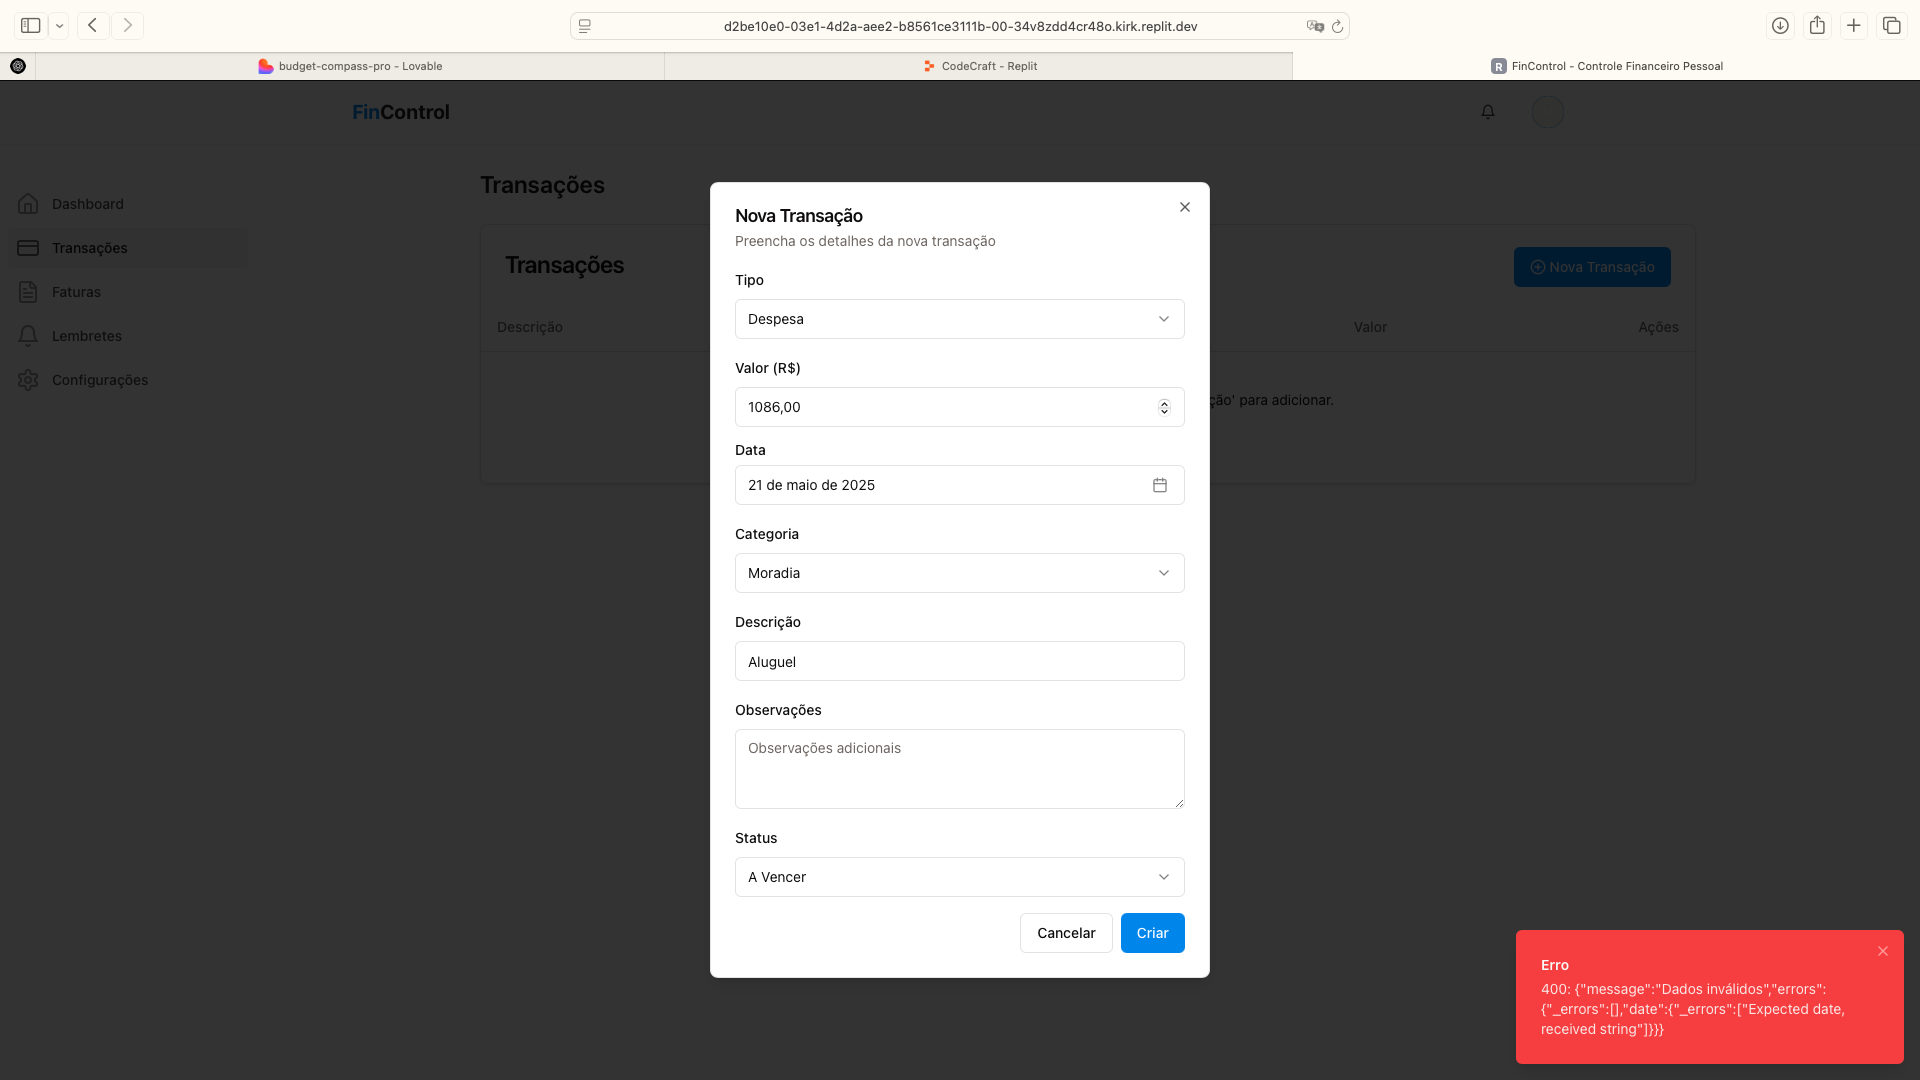 d2be10e0-03e1-4d2a-aee2-b8561ce3111b-00-34v8zdd4cr48o.kirk.replit.dev
budget-compass-pro - Lovable
CodeCraft - Replit
R FinControl - Controle Financeiro Pessoal
FinControl
Dashboard
Transações
Faturas
Lembretes
Configurações
Transações
Transações
Nova Transação
Descrição
Valor
Ações
ção' para adicionar.
Nova Transação
Preencha os detalhes da nova transação
Tipo
Despesa
Valor (R$)
1086,00
Data
21 de maio de 2025
Categoria
Moradia
Descrição
Aluguel
Observações
Observações adicionais
Status
A Vencer
Cancelar
Criar
Erro
400: {"message":"Dados inválidos","errors":
{"_errors":[],"date":{"_errors":["Expected date,
received string"]}}}